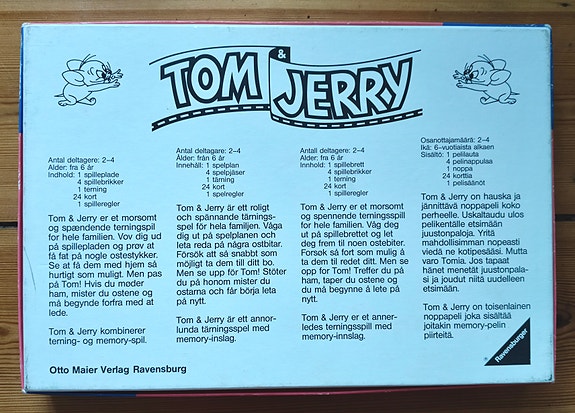 TOM & JERRY
Antal deltagere: 2–4
Alder: fra 6 år
Indhold: 1 spilleplade
4 spillebrikker
1 terning
24 kort
1 spilleregler
Tom & Jerry er et morsomt
og spændende terningspil
for hele familien. Vov dig ud
på spillepladen og prøv at
få fat på nogle ostestykker.
Se at få dem med hjem så
hurtigt som muligt. Men pas
på Tom! Hvis du møder
ham, mister du ostene og
må begynde forfra med at
lede.
Tom & Jerry kombinerer
terning- og memory-spil.
Antal deltagere: 2–4
Ålder: från 6 år
Innehåll: 1 spelplan
4 spelpjäser
1 tärning
24 kort
1 spelregler
Tom & Jerry är ett roligt
och spännande tärnings-
spel för hela familjen. Våga
dig ut på spelplanen och
leta reda på några ostbitar.
Försök att så snabbt som
möjligt ta dem till ditt bo.
Men se upp för Tom! Stöter
du på honom mister du
ostarna och får börja leta
på nytt.
Tom & Jerry är ett annor-
lunda tärningsspel med
memory-inslag.
Antal deltagere: 2–4
Alder: fra 6 år
Innhold: 1 spillebrett
4 spillebrikker
1 terning
24 kort
1 spilleregler
Tom & Jerry er et morsomt
og spennende terningsspill
for hele familien. Våg deg
ut på spillebrettet og let
deg frem til noen ostebiter.
Forsøk så fort som mulig å
ta dem til redet ditt. Men se
opp for Tom! Treffer du på
ham, taper du ostene og
du må begynne å lete på
nytt.
Tom & Jerry er et anner-
ledes terningsspill med
memory-innslag.
Osanottajamäärä: 2–4
Ikä: 6-vuotiaista alkaen
Sisältö: 1 pelilauta
4 pelinappulaa
1 noppa
24 korttia
1 pelisäänöt
Tom & Jerry on hauska ja
jännittävä noppapeli koko
perheelle. Uskaltaudu ulos
pelikentälle etsimään
juustonpaloja. Yritä
mahdollisimman nopeasti
viedä ne kotipesääsi. Mutta
varo Tomia. Jos tapaat
hänet menetät juustonpala-
si ja joudut niitä uudelleen
etsimään.
Tom & Jerry on toisenlainen
noppapeli joka sisältää
joitakin memory-pelin
piirteitä.
Otto Maier Verlag Ravensburg
Ravensburger